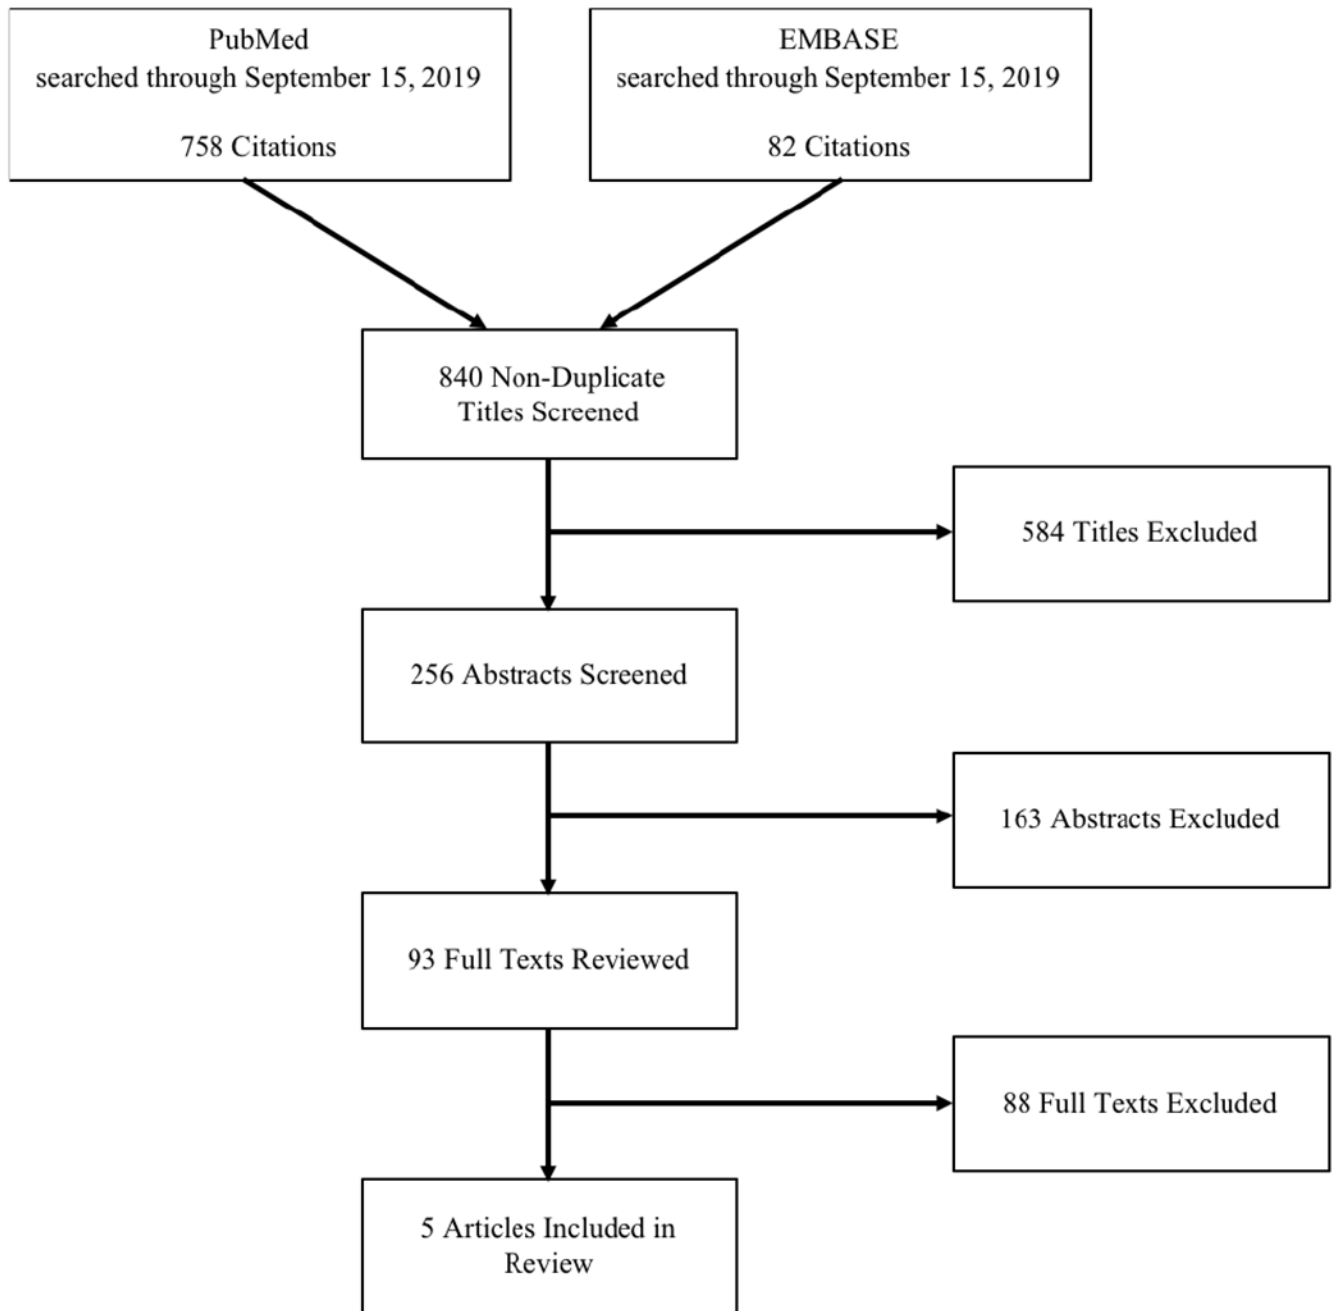 PubMed
searched through September 15, 2019
758 Citations
EMBASE
searched through September 15, 2019
82 Citations
840 Non-Duplicate
Titles Screened
584 Titles Excluded
256 Abstracts Screened
163 Abstracts Excluded
93 Full Texts Reviewed
88 Full Texts Excluded
5 Articles Included in
Review